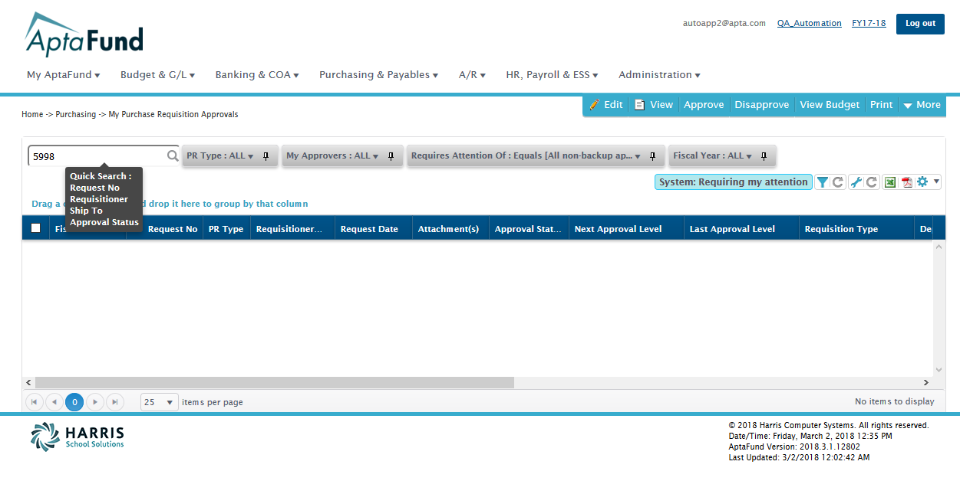 AptaFund
autoapp2@apta.com QA_Automation FY17-18 Log out
My AptaFund Budget & G/L Banking & COA Purchasing & Payables A/R HR, Payroll & ESS Administration
Edit View Approve Disapprove View Budget Print More
Home -> Purchasing -> My Purchase Requisition Approvals
5998 PR Type : ALL My Approvers : ALL Requires Attention Of : Equals [All non-backup ap... Fiscal Year : ALL
Quick Search :
Request No
Requisitioner
Ship To
Approval Status
System: Requiring my attention
Drag a drop it here to group by that column
Request No PR Type Requisitioner... Request Date Attachment(s) Approval Stat... Next Approval Level Last Approval Level Requisition Type De
0 25 items per page No items to display
HARRIS
School Solutions
© 2018 Harris Computer Systems. All rights reserved.
Date/Time: Friday, March 2, 2018 12:35 PM
AptaFund Version: 2018.3.1.12802
Last Updated: 3/2/2018 12:02:42 AM